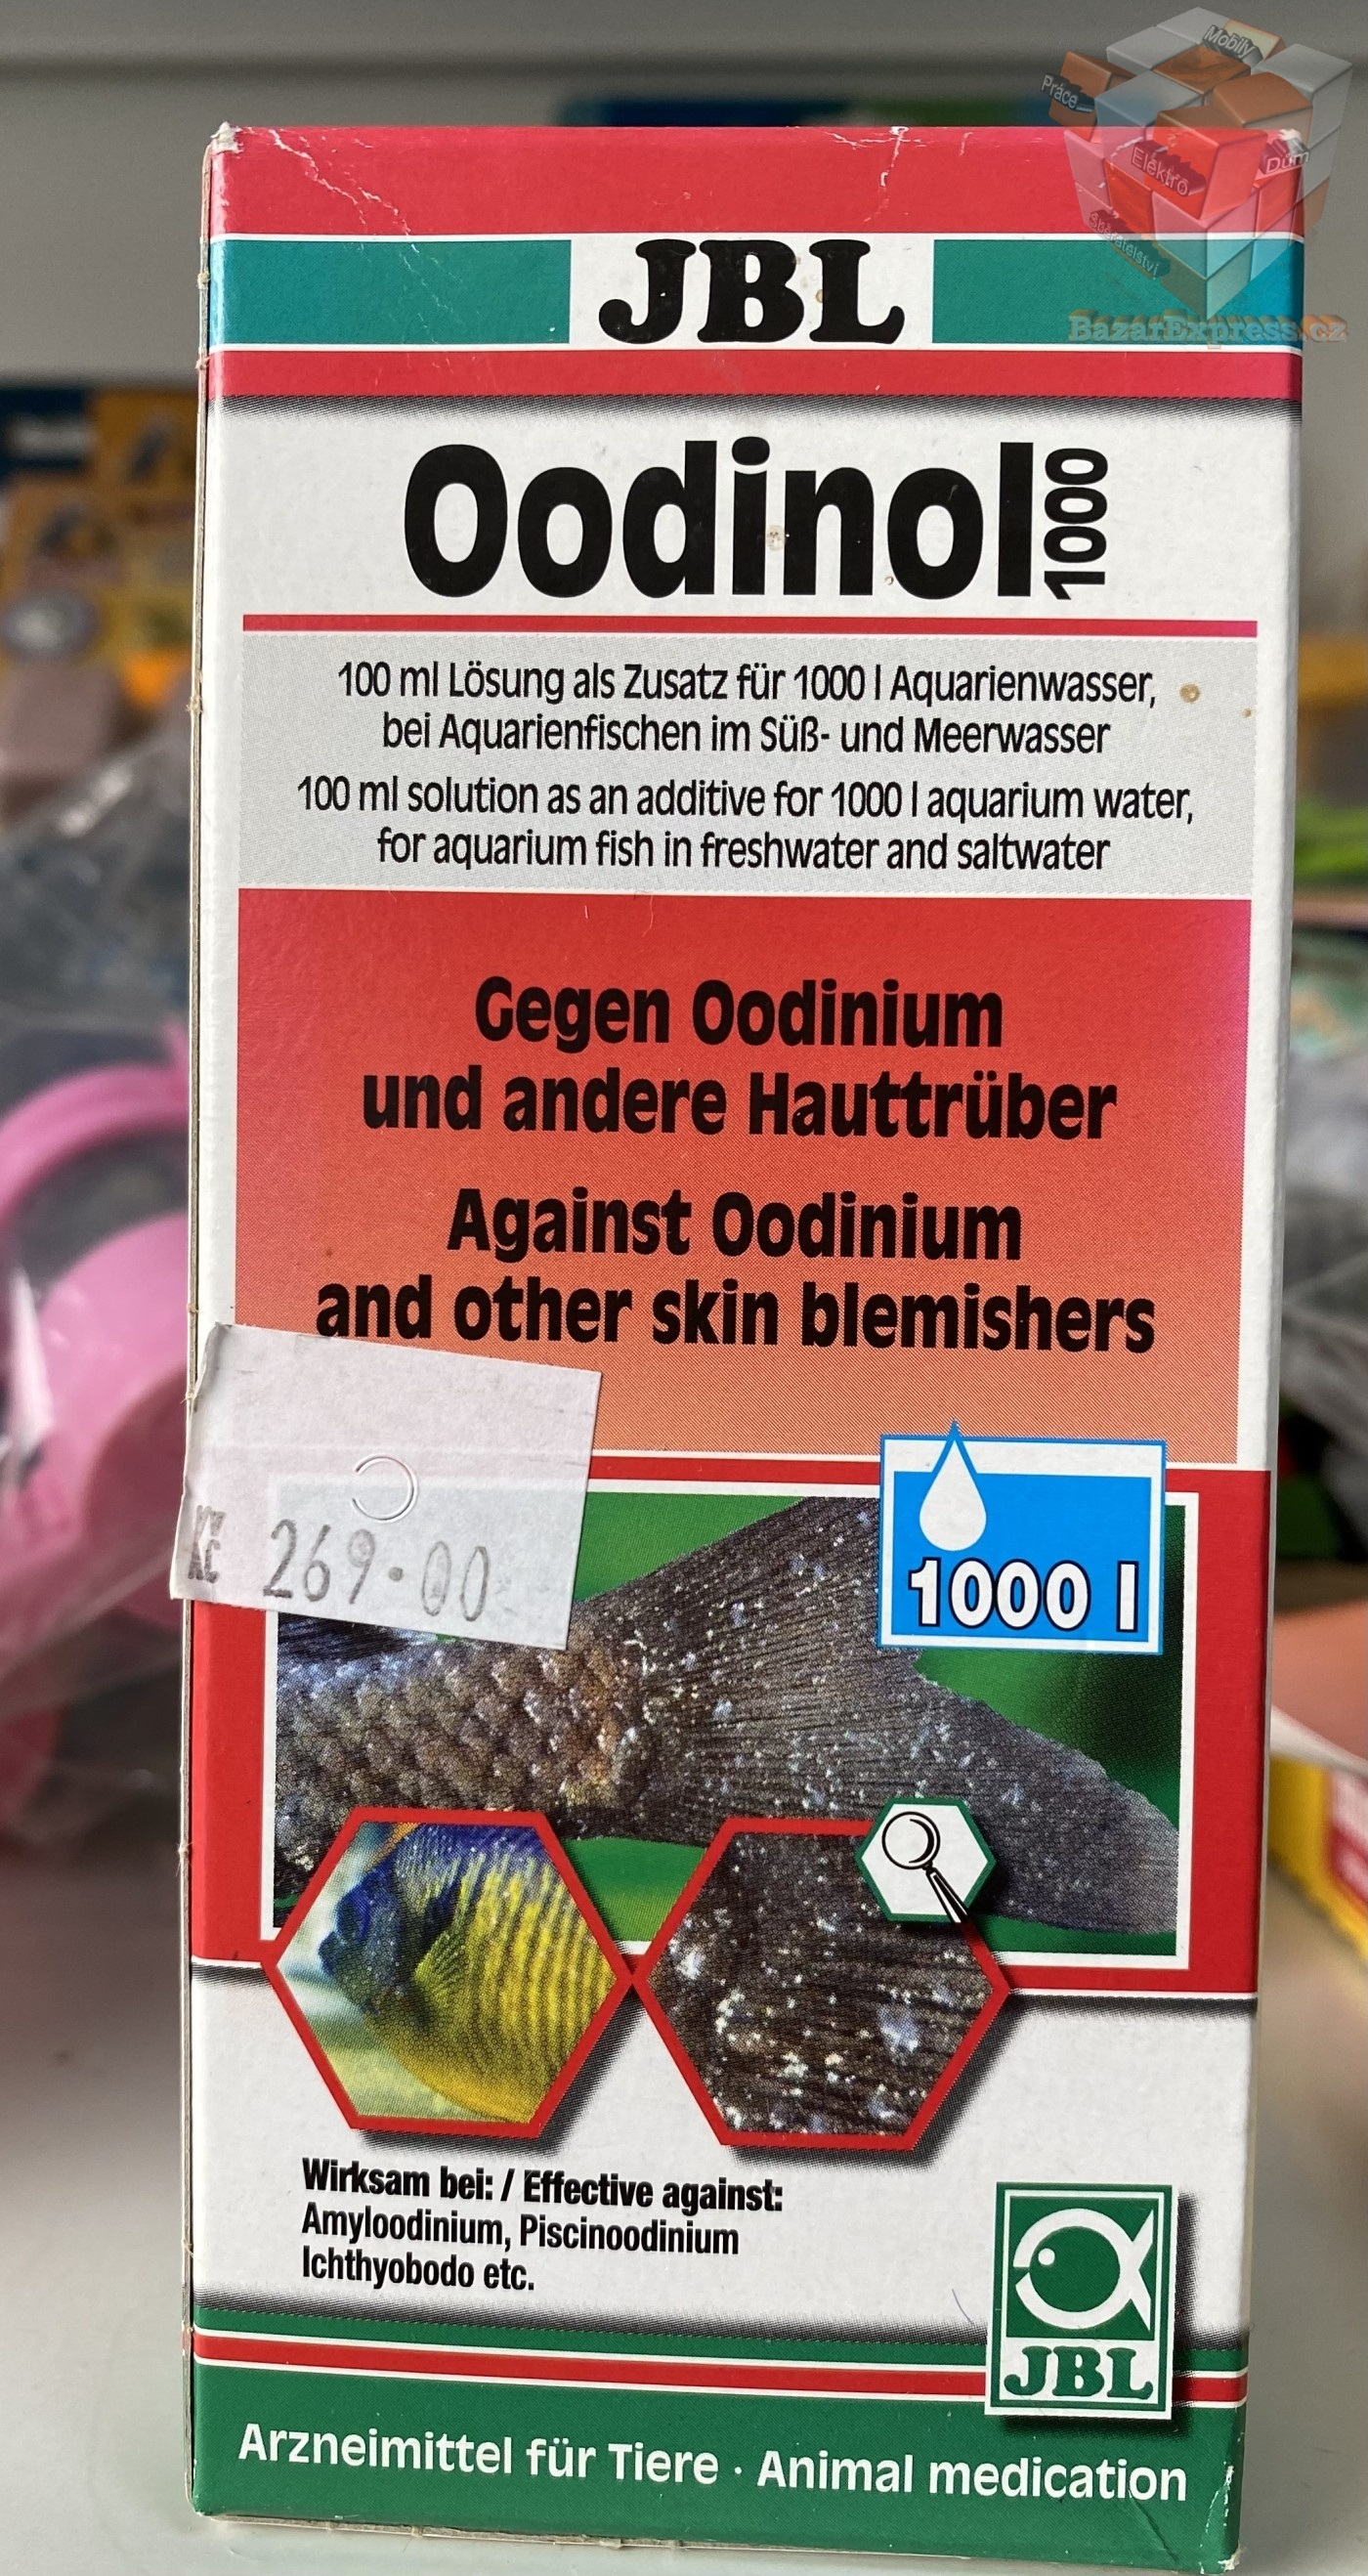 Mobily
Práce
Elektro
Dům
Sběratelství
BazarExpress.cz
JBL
Oodinol
1000
100 ml Lösung als Zusatz für 1000 l Aquarienwasser,
bei Aquarienfischen im Süß- und Meerwasser
100 ml solution as an additive for 1000 l aquarium water,
for aquarium fish in freshwater and saltwater
Gegen Oodinium
und andere Hauttrüber
Against Oodinium
and other skin blemishers
Kč 269.00
1000 l
Wirksam bei: / Effective against:
Amyloodinium, Piscinoodinium
Ichthyobodo etc.
JBL
Arzneimittel für Tiere · Animal medication